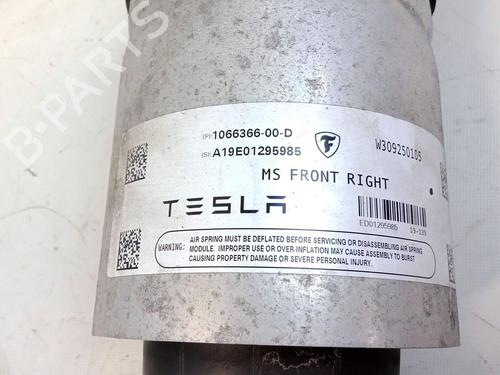 (P):1066366-00-D
(S):A19E01295985
W309250105
MS FRONT RIGHT
TESLA
ED01295985
WARNING:
AIR SPRING MUST BE DEFLATED BEFORE SERVICING OR DISASSEMBLING AIR SPRING
MODULE. IMPROPER USE OR OVER-INFLATION MAY CAUSE ASSEMBLY TO BURST
CAUSING PROPERTY DAMAGE OR SEVERE PERSONAL INJURY.
B-PARTS